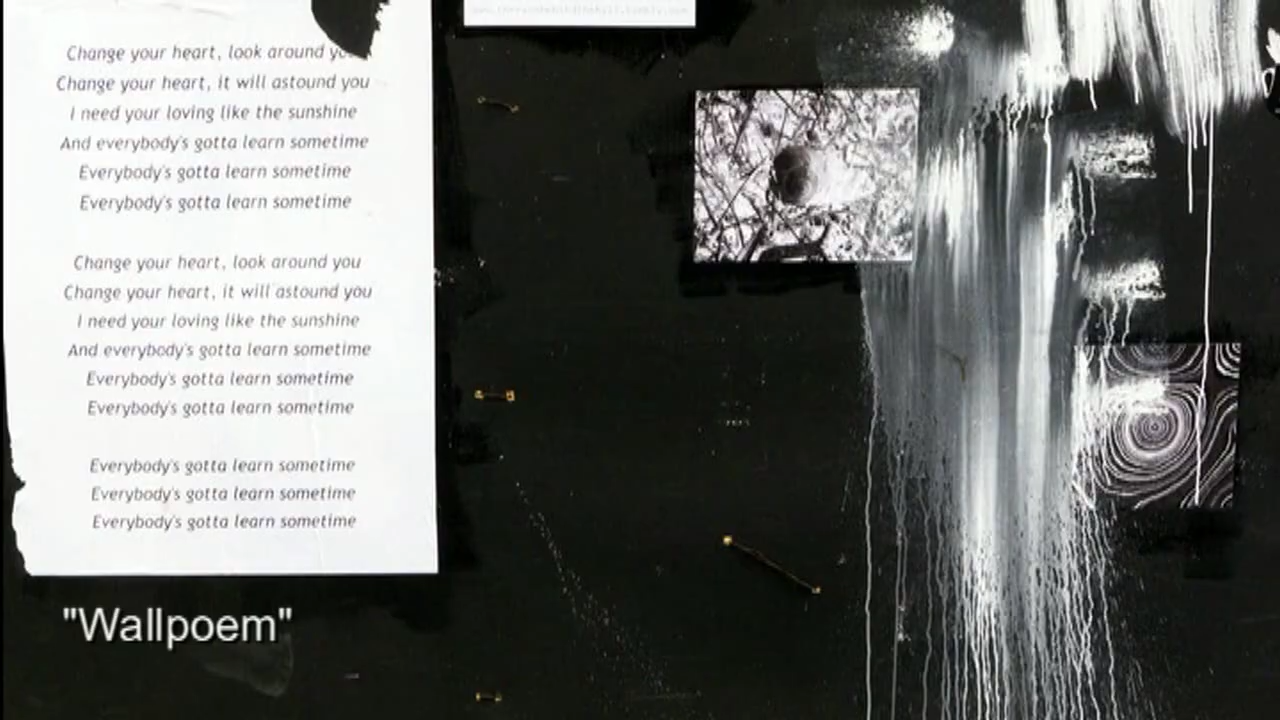 Change your heart, look around
Change your heart, it will astound you
I need your loving like the sunshine
And everybody's gotta learn sometime
Everybody's gotta learn sometime
Everybody's gotta learn sometime
Change your heart, look around you
Change your heart, it will astound you
I need your loving like the sunshine
And everybody's gotta learn sometime
Everybody's gotta learn sometime
Everybody's gotta learn sometime
Everybody's gotta learn sometime
Everybody's gotta learn sometime
Everybody's gotta learn sometime
"Wallpoem"